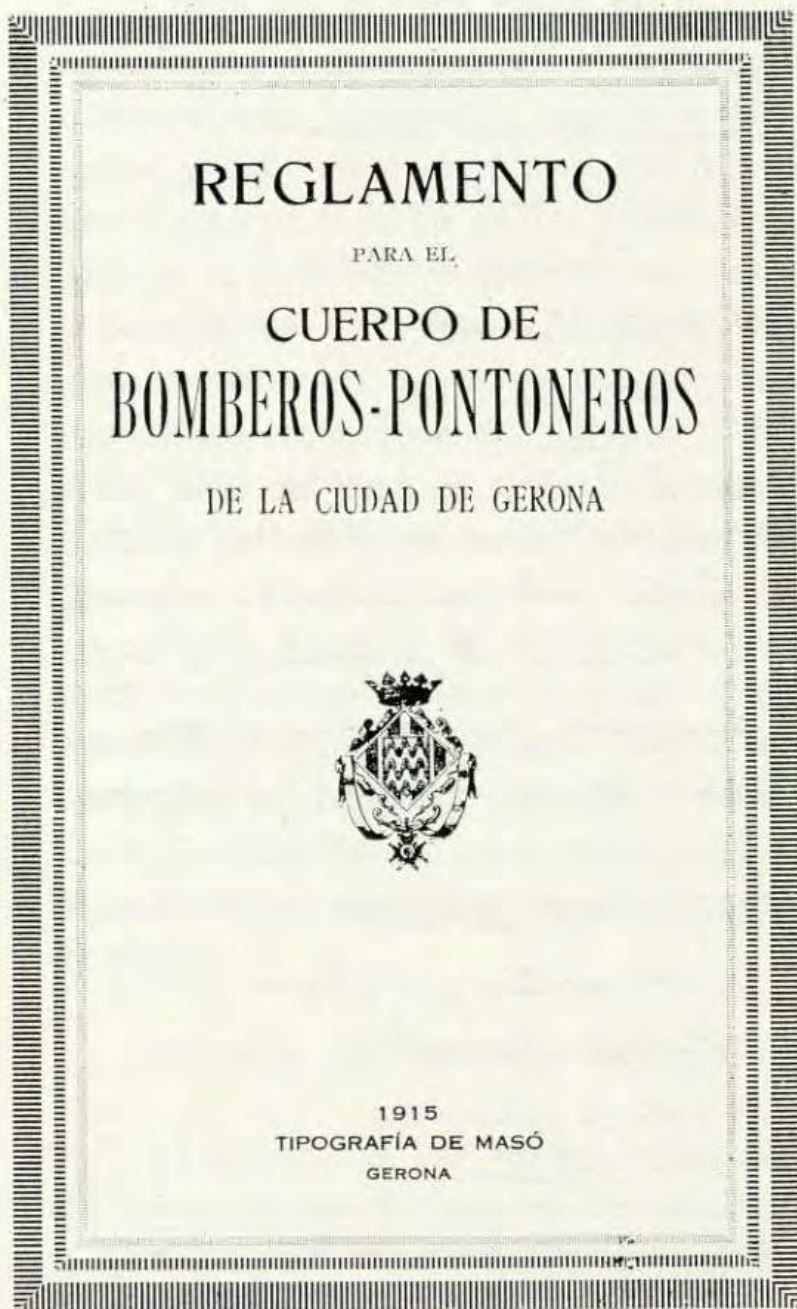 REGLAMENTO
PARA EL
CUERPO DE
BOMBEROS-PONTONEROS
DE LA CIUDAD DE GERONA
1915
TIPOGRAFÍA DE MASÓ
GERONA